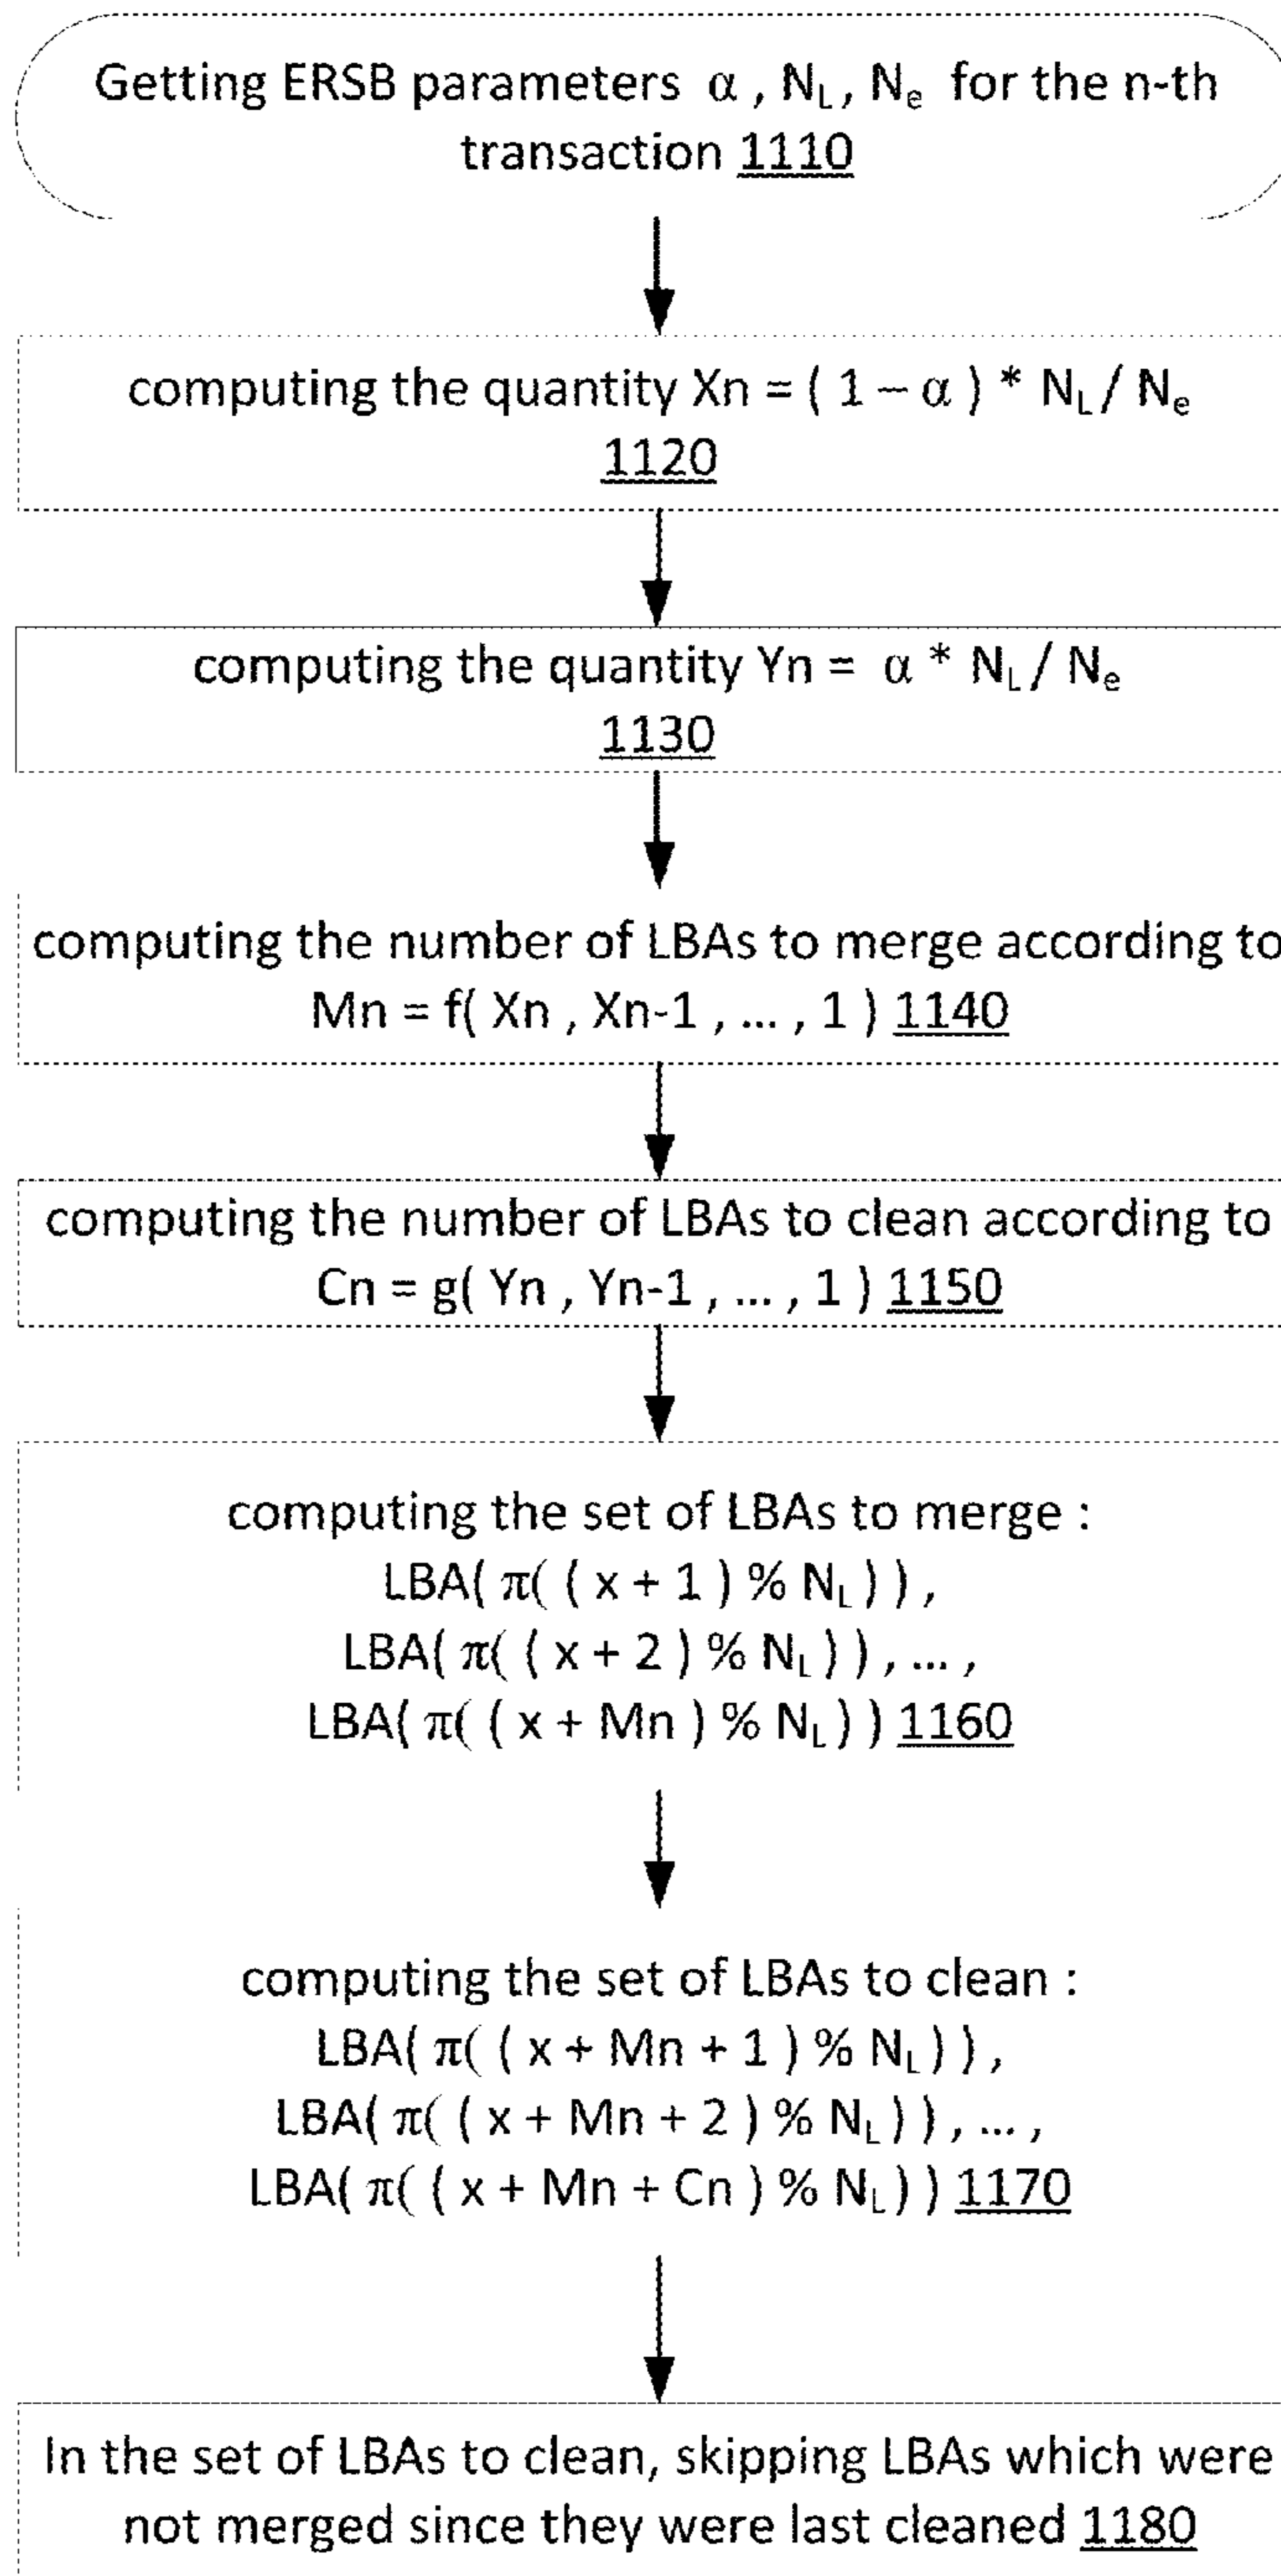 Getting ERSB parameters α , N_L, N_e for the n-th
transaction 1110
computing the quantity Xn = ( 1 – α ) * N_L / N_e
1120
computing the quantity Yn = α * N_L / N_e
1130
computing the number of LBAs to merge according to
Mn = f( Xn , Xn-1 , ... , 1 ) 1140
computing the number of LBAs to clean according to
Cn = g( Yn , Yn-1 , ... , 1 ) 1150
computing the set of LBAs to merge :
LBA( π( ( x + 1 ) % N_L ) ) ,
LBA( π( ( x + 2 ) % N_L ) ) , ... ,
LBA( π( ( x + Mn ) % N_L ) ) 1160
computing the set of LBAs to clean :
LBA( π( ( x + Mn + 1 ) % N_L ) ) ,
LBA( π( ( x + Mn + 2 ) % N_L ) ) , ... ,
LBA( π( ( x + Mn + Cn ) % N_L ) ) 1170
In the set of LBAs to clean, skipping LBAs which were
not merged since they were last cleaned 1180